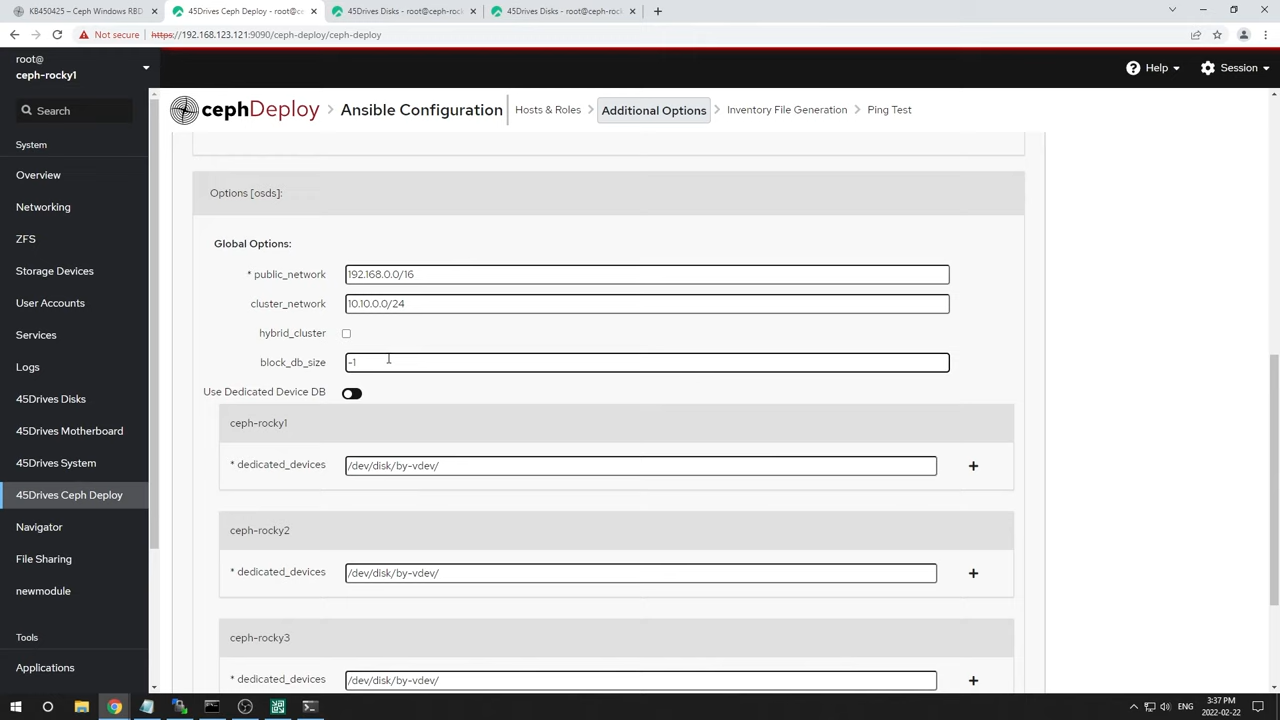 KB450425 – Ceph Windows RBD
45Drives Ceph Deploy - root@ce
45Drives Disks - root@ceph-rock
45Drives Disks - root@ceph-rock
Not secure
https://192.168.123.121:9090/ceph-deploy/ceph-deploy
root@
ceph-rocky1
Help
Session
Search
System
Overview
Networking
ZFS
Storage Devices
User Accounts
Services
Logs
45Drives Disks
45Drives Motherboard
45Drives System
45Drives Ceph Deploy
Navigator
File Sharing
newmodule
Tools
Applications
cephDeploy > Ansible Configuration
Hosts & Roles > Additional Options > Inventory File Generation > Ping Test
Options [osds]:
Global Options:
* public_network 192.168.0.0/16
cluster_network 10.10.0.0/24
hybrid_cluster
block_db_size -1
Use Dedicated Device DB
ceph-rocky1
* dedicated_devices /dev/disk/by-vdev/ +
ceph-rocky2
* dedicated_devices /dev/disk/by-vdev/ +
ceph-rocky3
* dedicated_devices /dev/disk/by-vdev/ +
ENG
3:37 PM
2022-02-22